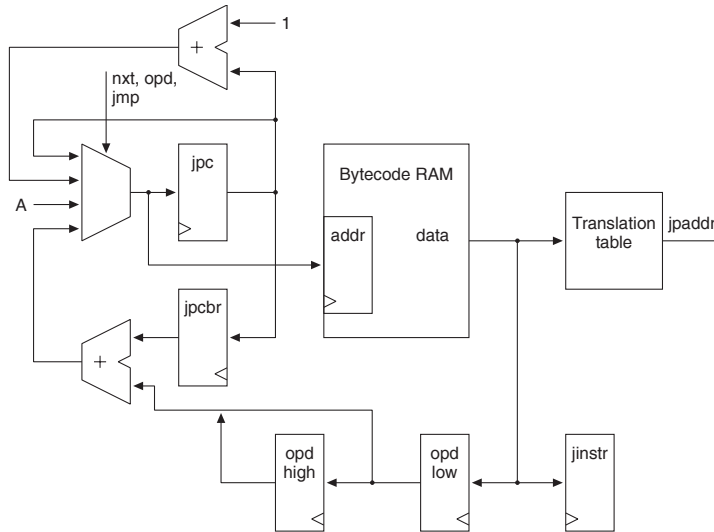 1
+
nxt, opd,
jmp
jpc
Bytecode RAM
A
addr
data
Translation
table
jpaddr
jpcbr
+
opd
high
opd
low
jinstr